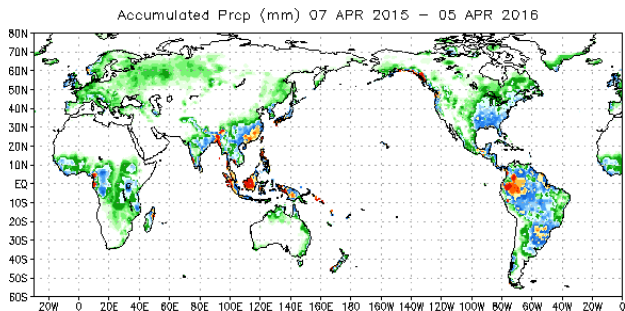 Accumulated Prcp (mm) 07 APR 2015 – 05 APR 2016
80N
70N
60N
50N
40N
30N
20N
10N
EQ
10S
20S
30S
40S
50S
60S
20W 0 20E 40E 60E 80E 100E 120E 140E 160E 180 160W 140W 120W 100W 80W 60W 40W 20W 0